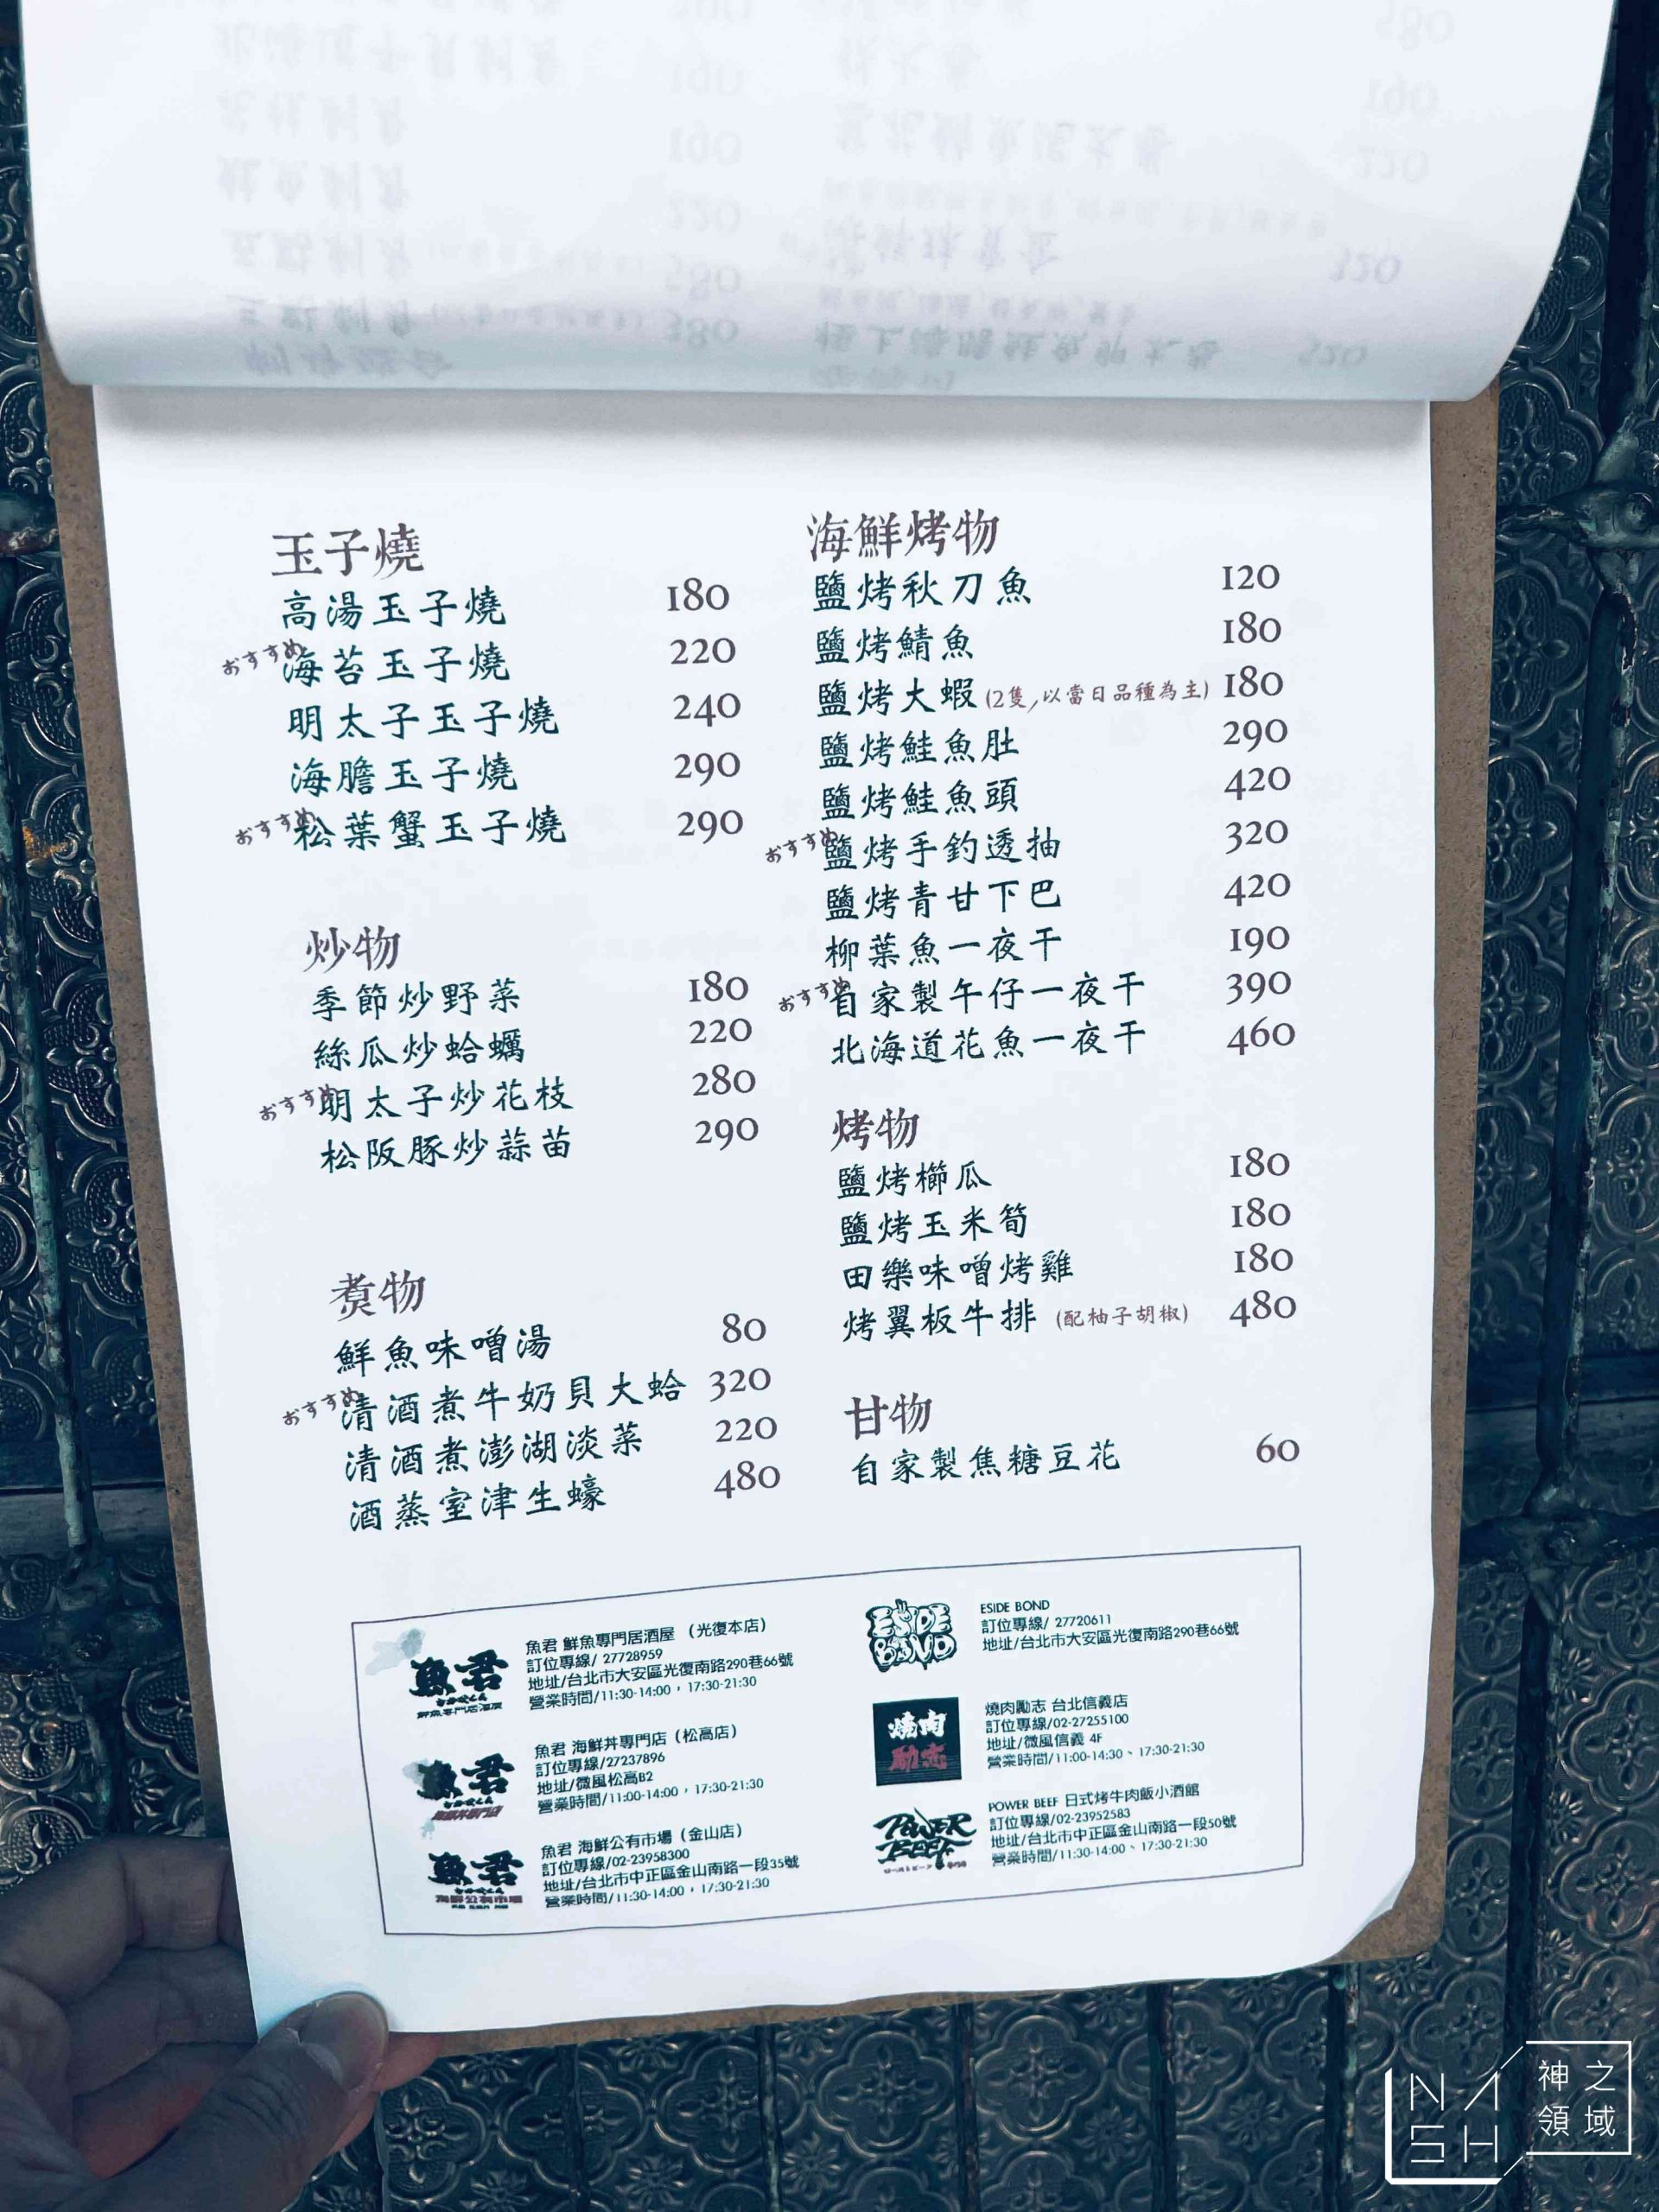 玉子燒
高湯玉子燒 180
おすすめ 海苔玉子燒 220
明太子玉子燒 240
海膽玉子燒 290
おすすめ 松葉蟹玉子燒 290
炒物
季節炒野菜 180
絲瓜炒蛤蠣 220
おすすめ 明太子炒花枝 280
松阪豚炒蒜苗 290
煮物
鮮魚味噌湯 80
おすすめ 清酒煮牛奶貝大蛤 320
清酒煮澎湖淡菜 220
酒蒸室津生蠔 480
海鮮烤物
鹽烤秋刀魚 120
鹽烤鯖魚 180
鹽烤大蝦 (2隻,以當日品種為主) 180
鹽烤鮭魚肚 290
鹽烤鮭魚頭 420
おすすめ 鹽烤手釣透抽 320
鹽烤青甘下巴 420
柳葉魚一夜干 190
おすすめ 自家製午仔一夜干 390
北海道花魚一夜干 460
烤物
鹽烤櫛瓜 180
鹽烤玉米筍 180
田樂味噌烤雞 180
烤翼板牛排 (配柚子胡椒) 480
甘物
自家製焦糖豆花 60
魚君
鮮魚專門居酒屋
魚君 鮮魚專門居酒屋 (光復本店)
訂位專線/ 27728959
地址/台北市大安區光復南路290巷66號
營業時間/11:30-14:00,17:30-21:30
魚君
魚君 海鮮丼專門店 (松高店)
訂位專線/27237896
地址/微風松高B2
營業時間/11:00-14:00,17:30-21:30
魚君
海鮮公有市場
魚君 海鮮公有市場 (金山店)
訂位專線/02-23958300
地址/台北市中正區金山南路一段35號
營業時間/11:30-14:00,17:30-21:30
ESIDE BOND
ESIDE BOND
訂位專線/ 27720611
地址/台北市大安區光復南路290巷66號
燒肉
勵志
燒肉勵志 台北信義店
訂位專線/02-27255100
地址/微風信義 4F
營業時間/11:00-14:30、17:30-21:30
POWER BEEF
POWER BEEF 日式烤牛肉飯小酒館
訂位專線/02-23952583
地址/台北市中正區金山南路一段50號
營業時間/11:30-14:00、17:30-21:30
NASH
神之
領域